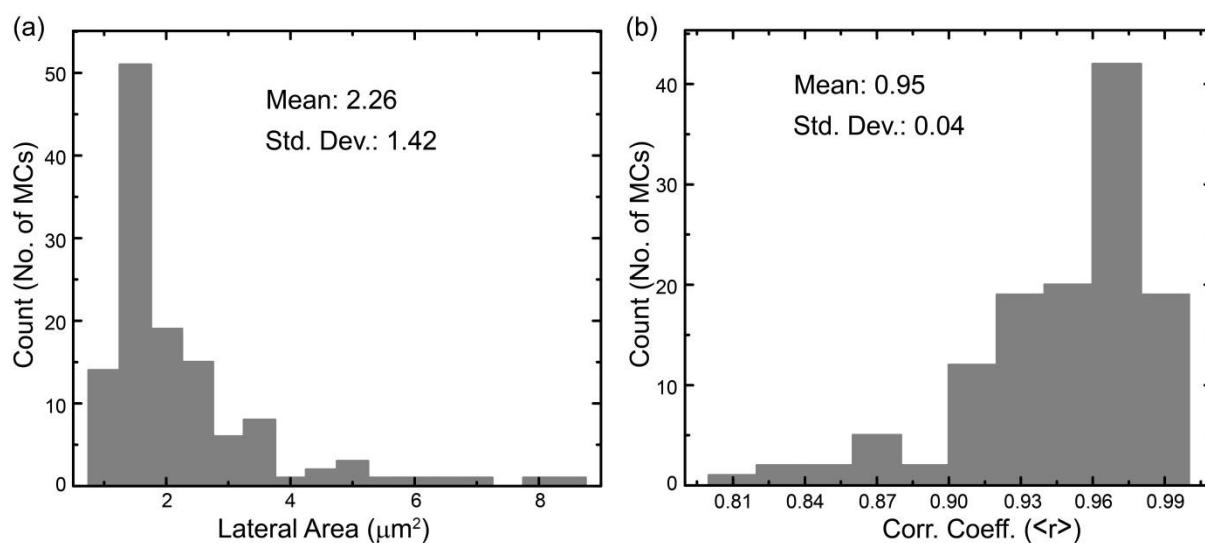 (a)
Mean: 2.26
Std. Dev.: 1.42
Count (No. of MCs)
50
40
30
20
10
0
2
4
6
8
Lateral Area (μm²)
(b)
Mean: 0.95
Std. Dev.: 0.04
Count (No. of MCs)
40
30
20
10
0
0.81
0.84
0.87
0.90
0.93
0.96
0.99
Corr. Coeff. (<r>)